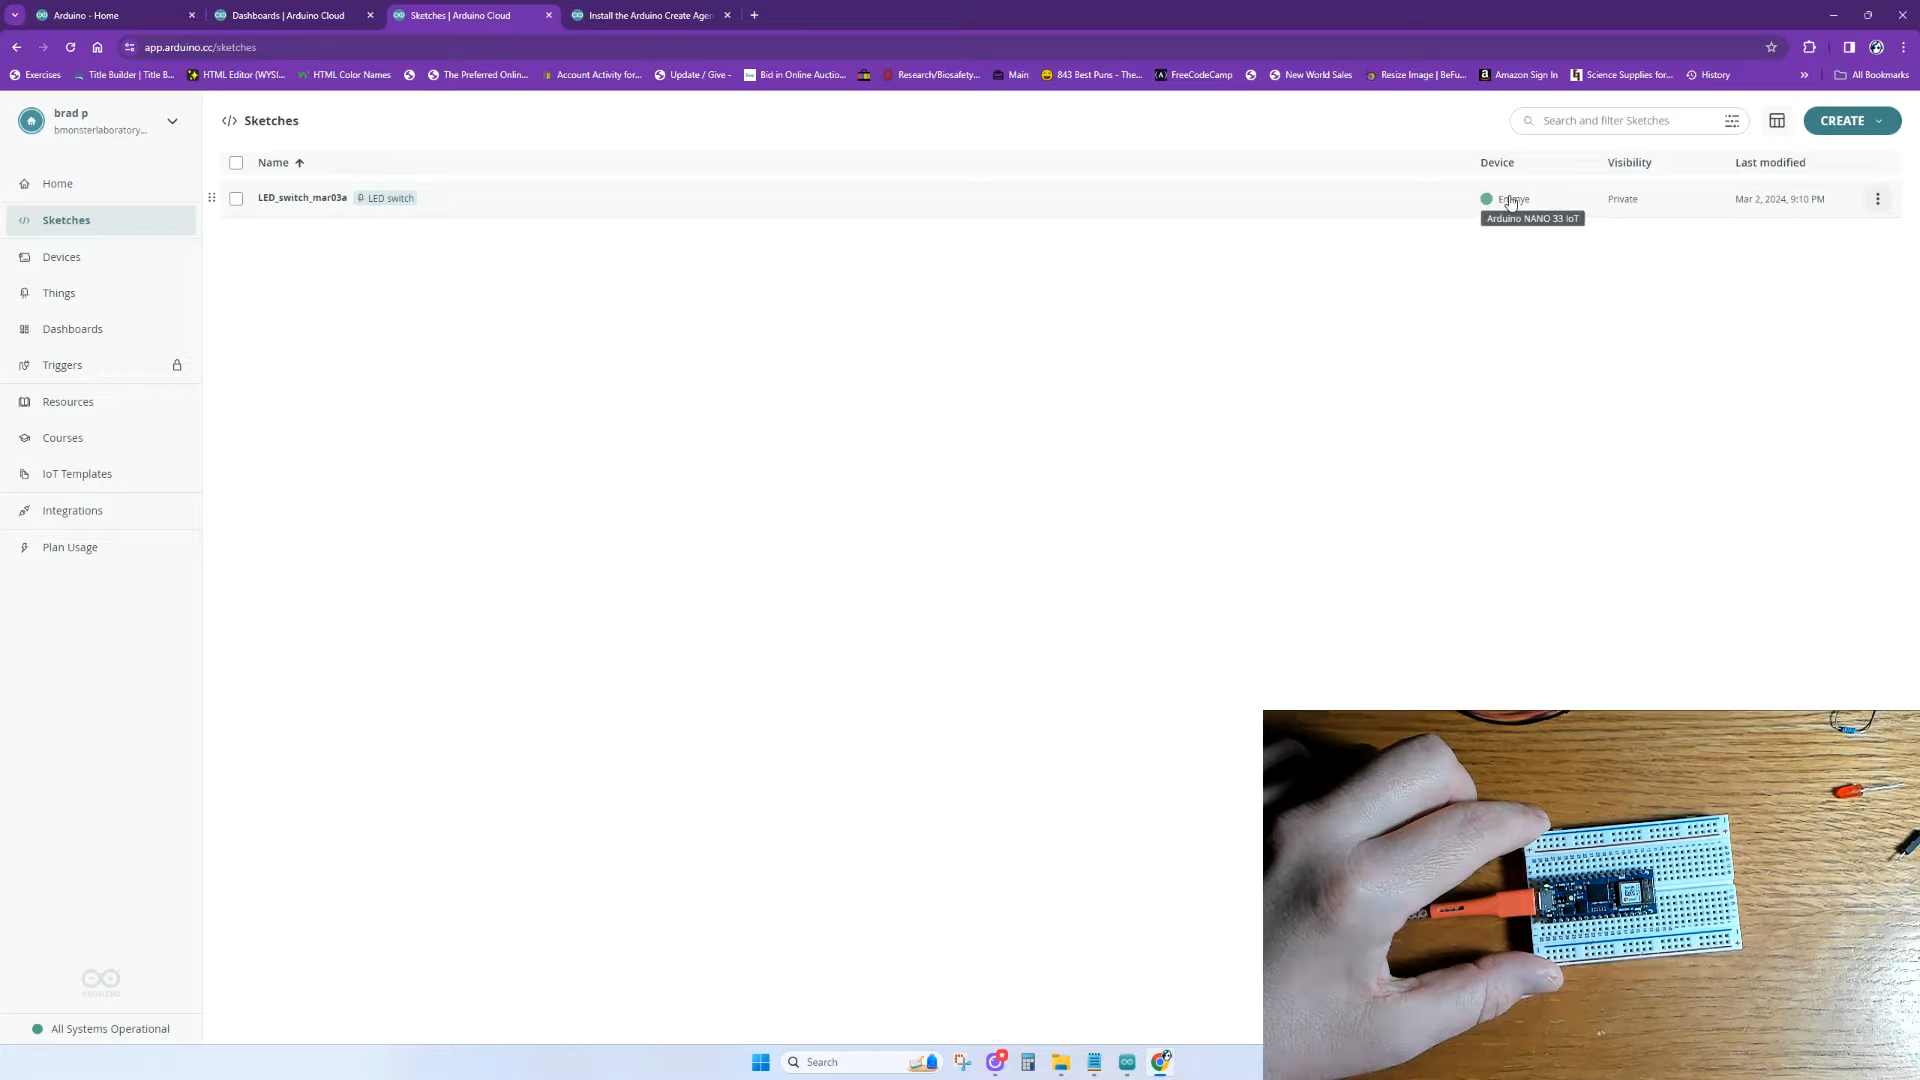 Arduino - Home
Dashboards | Arduino Cloud
Sketches | Arduino Cloud
Install the Arduino Create Agen
app.arduino.cc/sketches
Exercises
Title Builder | Title B...
HTML Editor (WYSI...
HTML Color Names
The Preferred Onlin...
Account Activity for...
Update / Give -
Bid in Online Auctio...
Research/Biosafety...
Main
843 Best Puns - The...
FreeCodeCamp
New World Sales
Resize Image | BeFu...
Amazon Sign In
Science Supplies for...
History
All Bookmarks
brad p
bmonsterlaboratory...
Sketches
Search and filter Sketches
CREATE
Name
Device
Visibility
Last modified
LED_switch_mar03a
LED switch
Private
Mar 2, 2024, 9:10 PM
Arduino NANO 33 IoT
Home
Sketches
Devices
Things
Dashboards
Triggers
Resources
Courses
IoT Templates
Integrations
Plan Usage
ARDUINO
All Systems Operational
Search